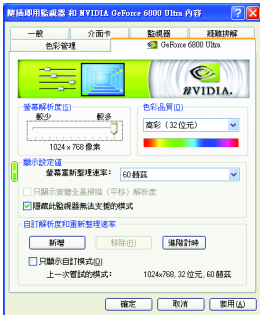 隨插即用監視器 和 NVIDIA GeForce 6800 Ultra 內容
一般 介面卡 監視器 疑難排解
色彩管理 GeForce 6800 Ultra
NVIDIA.
螢幕解析度(S) 色彩品質(Q)
較少 較多
高彩 (32 位元)
1024 x 768 像素
顯示設定值
螢幕重新整理速率: 60 赫茲
只顯示實體全景掃描 (平移) 解析度
隱藏此監視器無法支援的模式
自訂解析度和重新整理速率
新增 移除(R) 進階計時
只顯示自訂模式(O)
上一次嘗試的模式: 1024x768, 32 位元, 60 赫茲
確定 取消 套用(A)